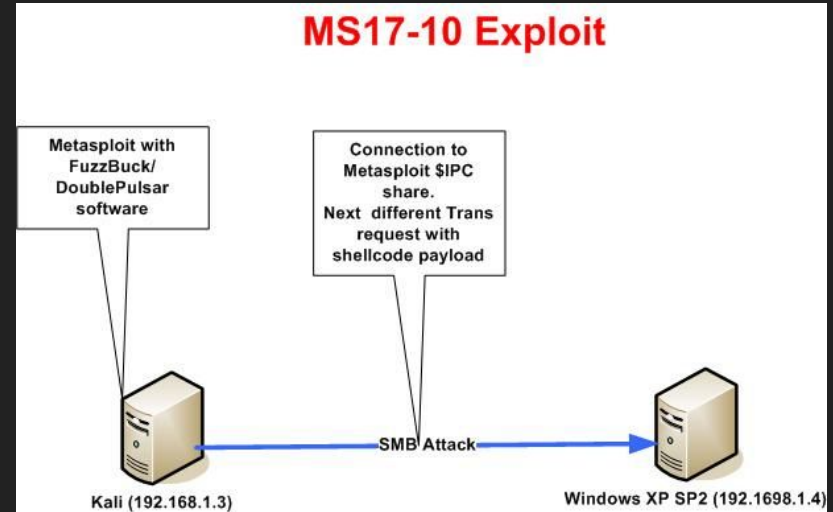 MS17-10 Exploit
Metasploit with
FuzzBuck/
DoublePulsar
software
Connection to
Metasploit $IPC
share.
Next different Trans
request with
shellcode payload
SMB Attack
Kali (192.168.1.3)
Windows XP SP2 (192.1698.1.4)